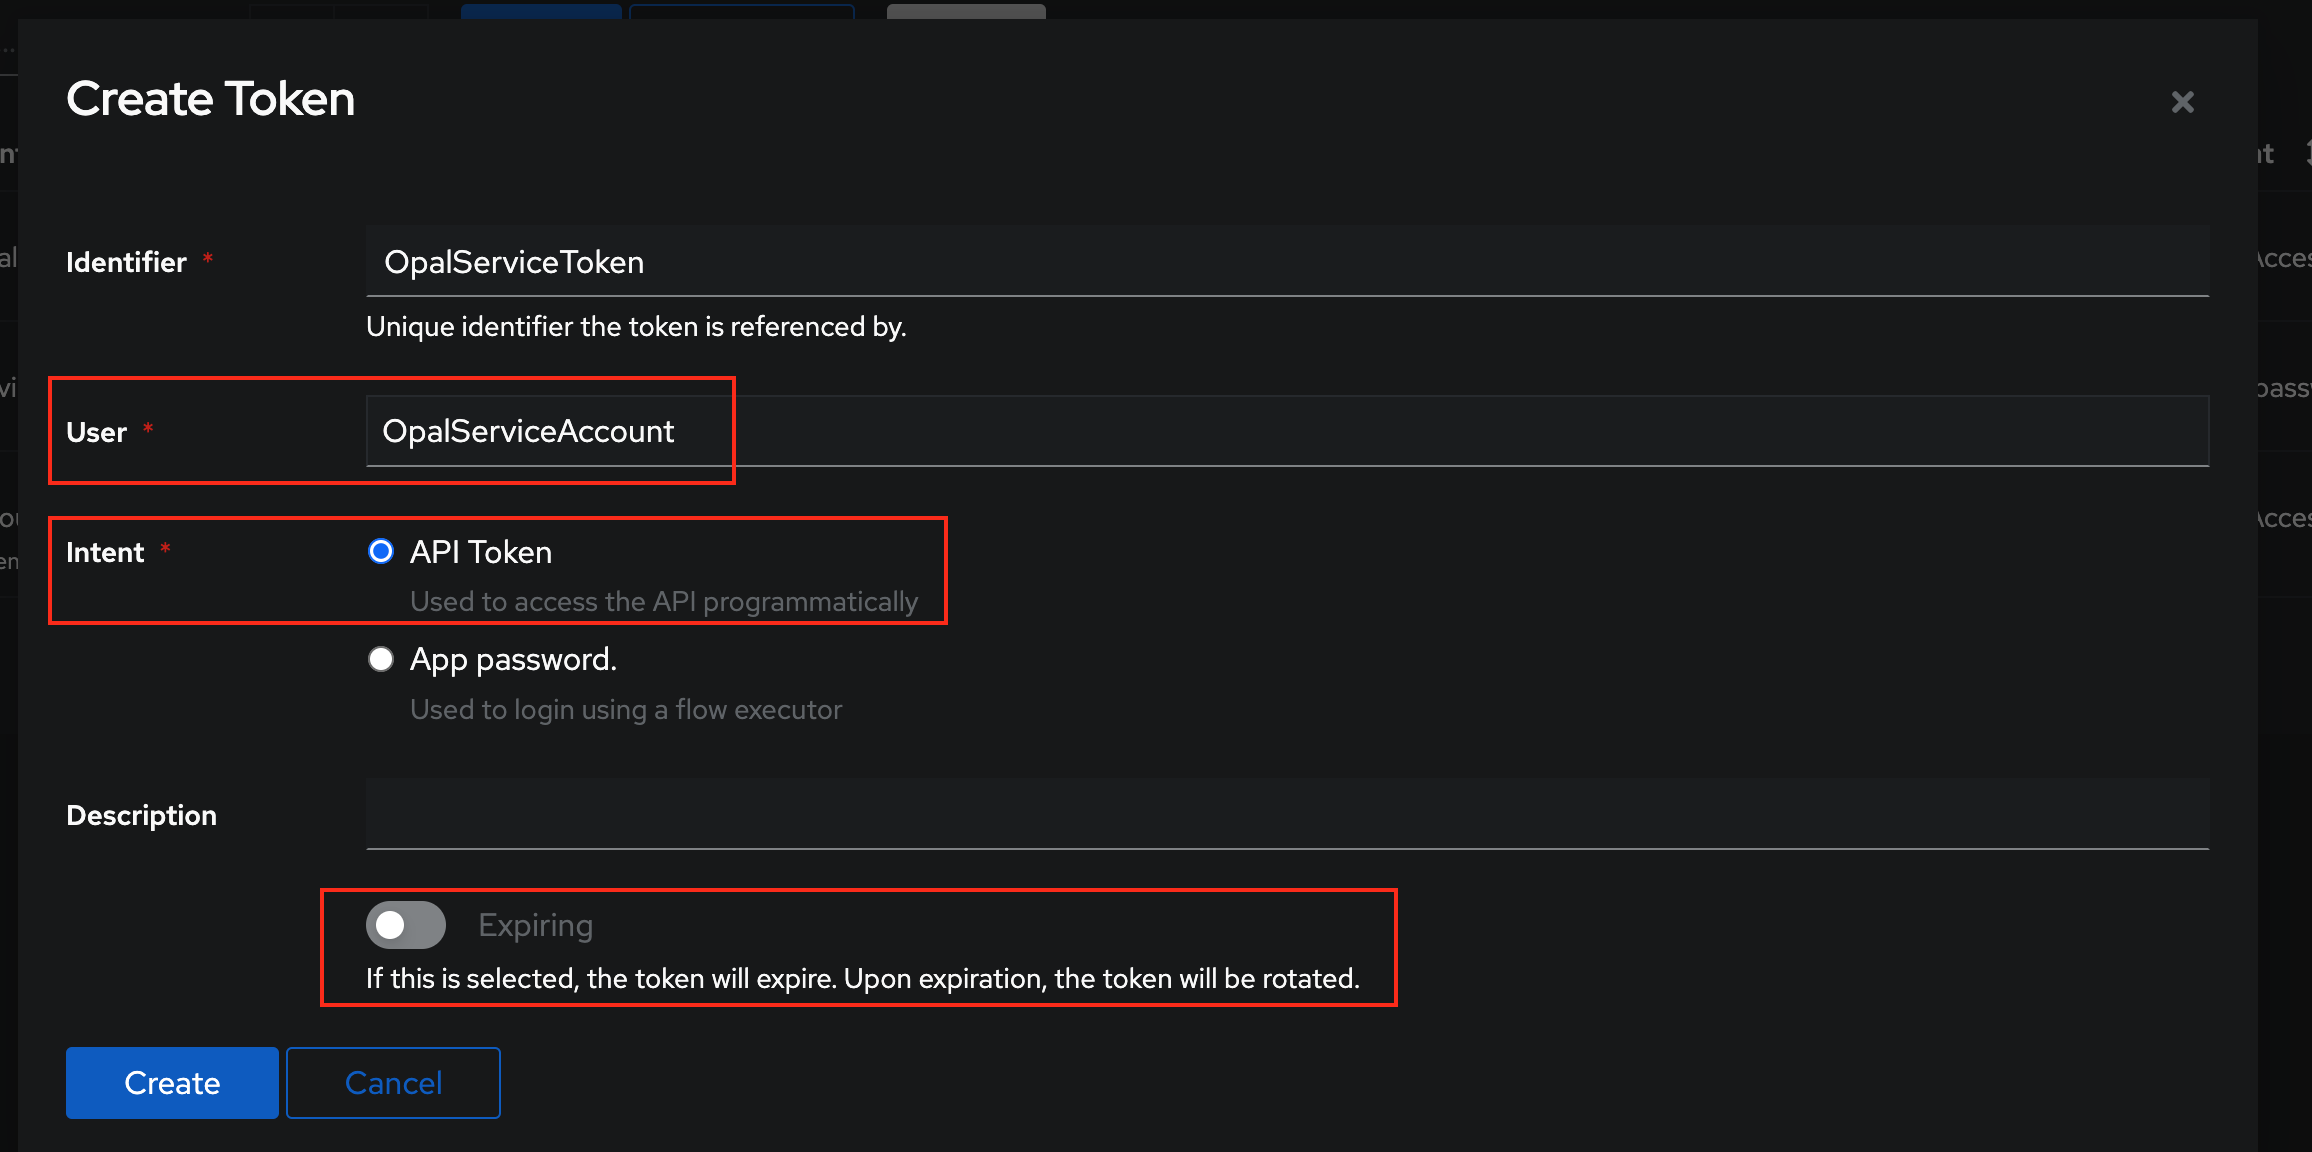 Create Token
Identifier *
OpalServiceToken
Unique identifier the token is referenced by.
User *
OpalServiceAccount
Intent *
API Token
Used to access the API programmatically
App password.
Used to login using a flow executor
Description
Expiring
If this is selected, the token will expire. Upon expiration, the token will be rotated.
Create
Cancel